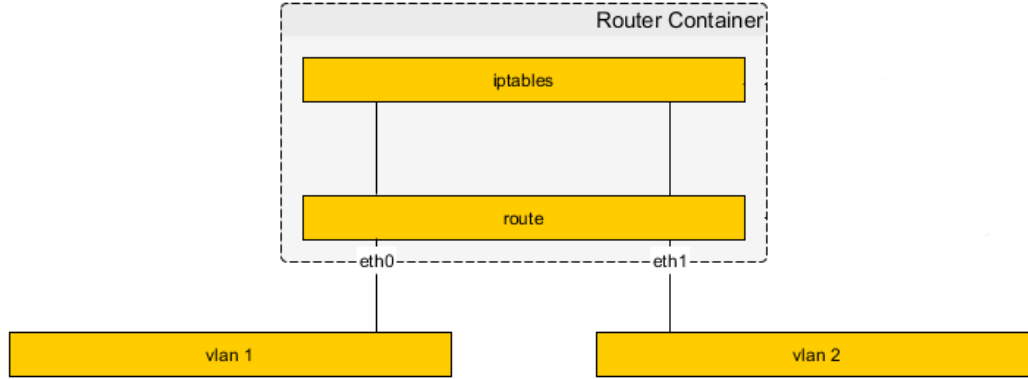 Router Container
iptables
route
eth0
eth1
vlan 1
vlan 2